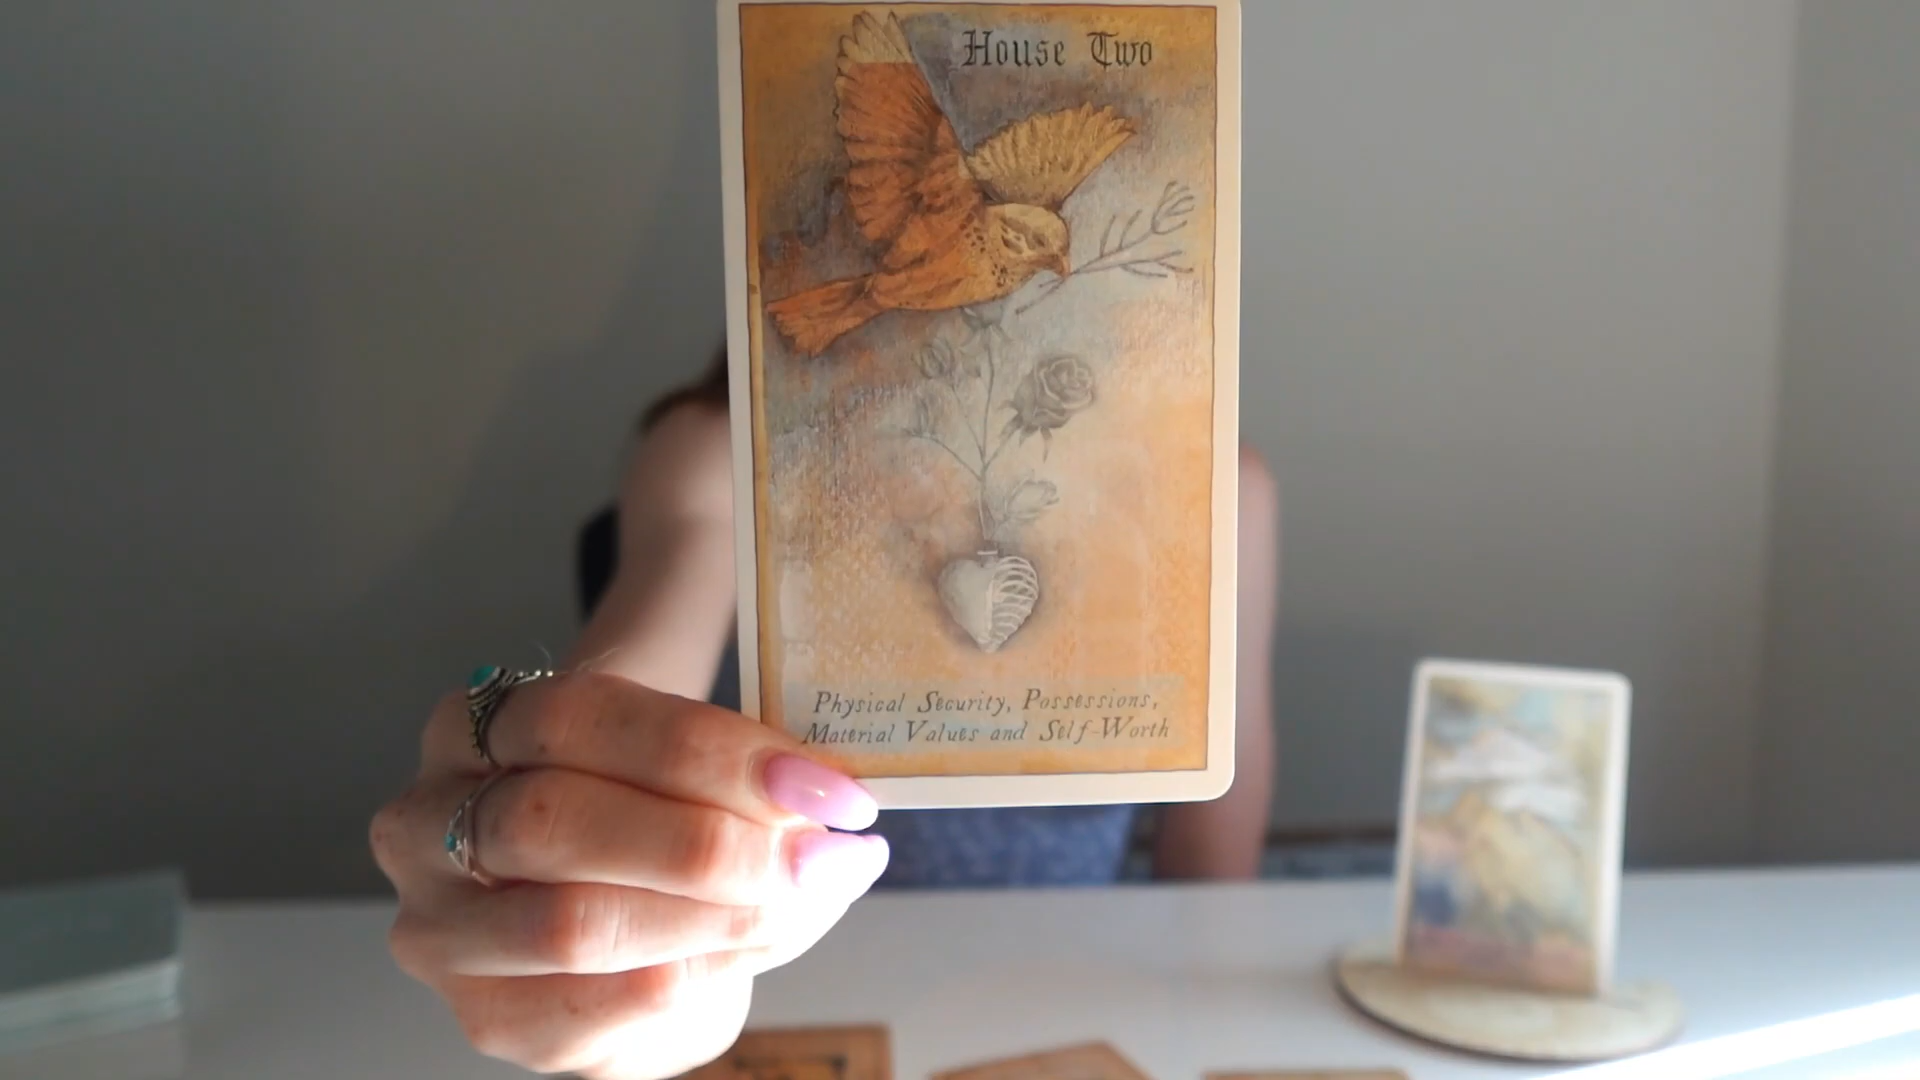 House Two
Physical Security, Possessions,
Material Values and Self-Worth